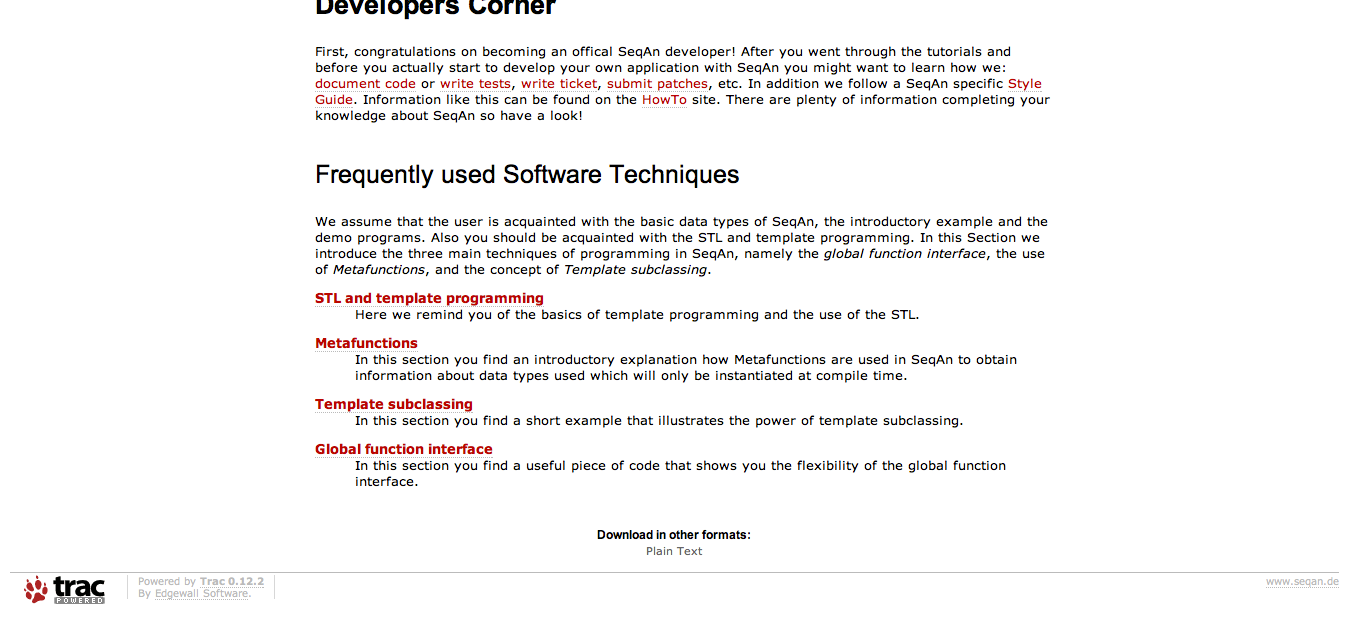 Developers Corner
First, congratulations on becoming an offical SeqAn developer! After you went through the tutorials and
before you actually start to develop your own application with SeqAn you might want to learn how we:
document code or write tests, write ticket, submit patches, etc. In addition we follow a SeqAn specific Style
Guide. Information like this can be found on the HowTo site. There are plenty of information completing your
knowledge about SeqAn so have a look!
Frequently used Software Techniques
We assume that the user is acquainted with the basic data types of SeqAn, the introductory example and the
demo programs. Also you should be acquainted with the STL and template programming. In this Section we
introduce the three main techniques of programming in SeqAn, namely the global function interface, the use
of Metafunctions, and the concept of Template subclassing.
STL and template programming
Here we remind you of the basics of template programming and the use of the STL.
Metafunctions
In this section you find an introductory explanation how Metafunctions are used in SeqAn to obtain
information about data types used which will only be instantiated at compile time.
Template subclassing
In this section you find a short example that illustrates the power of template subclassing.
Global function interface
In this section you find a useful piece of code that shows you the flexibility of the global function
interface.
Download in other formats:
Plain Text
trac
POWERED
Powered by Trac 0.12.2
By Edgewall Software.
www.seqan.de